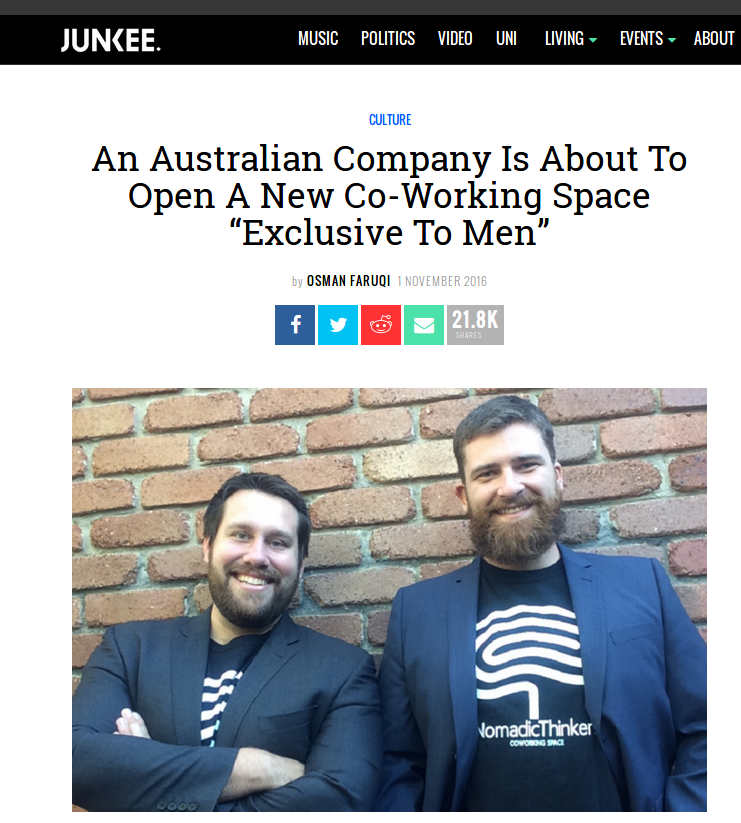 JUNKEE.
MUSIC POLITICS VIDEO UNI LIVING EVENTS ABOUT
CULTURE
An Australian Company Is About To
Open A New Co-Working Space
“Exclusive To Men”
by OSMAN FARUQI 1 NOVEMBER 2016
21.8K
SHARES
NomadicThinker
COWORKING SPACE